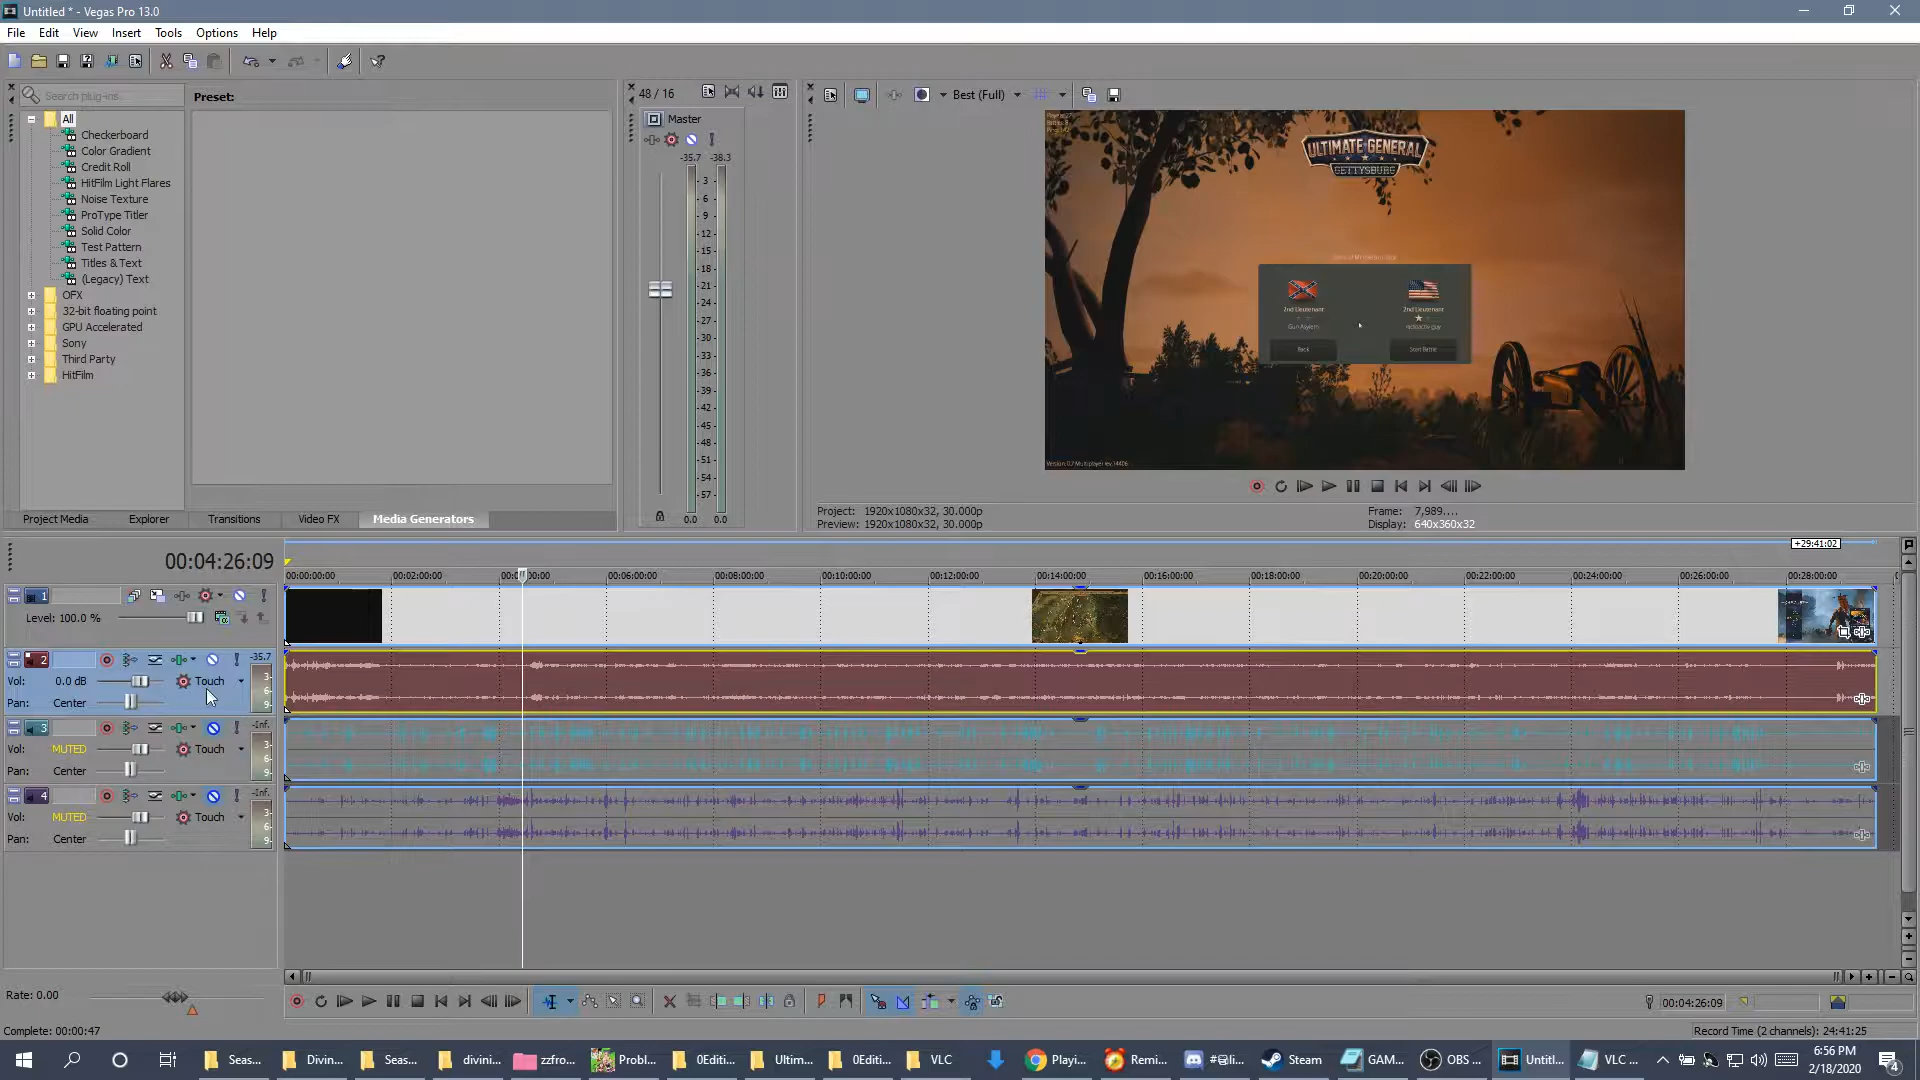 Untitled * - Vegas Pro 13.0
File Edit View Insert Tools Options Help
Search plug-ins
Preset:
All
Checkerboard
Color Gradient
Credit Roll
HitFilm Light Flares
Noise Texture
ProType Titler
Solid Color
Test Pattern
Titles & Text
(Legacy) Text
OFX
32-bit floating point
GPU Accelerated
Sony
Third Party
HitFilm
Project Media Explorer Transitions Video FX Media Generators
48 / 16
Master
-35.7 -38.3
3
6
9
12
15
18
21
24
27
30
33
36
39
42
45
48
51
54
57
0.0 0.0
Best (Full)
ULTIMATE GENERAL
GETTYSBURG
2nd Lieutenant 2nd Lieutenant
radioactiv guy
Back Start Battle
Project: 1920x1080x32, 30.000p
Preview: 1920x1080x32, 30.000p
Frame: 7,989....
Display: 640x360x32
+29:41:02
00:04:26:09
00:00:00:00 00:02:00:00 00:06:00:00 00:08:00:00 00:10:00:00 00:12:00:00 00:14:00:00 00:16:00:00 00:18:00:00 00:20:00:00 00:22:00:00 00:24:00:00 00:26:00:00 00:28:00:00
1
Level: 100.0 %
2 -35.7
Vol: 0.0 dB Touch
Pan: Center
3 -Inf.
Vol: MUTED Touch
Pan: Center
4 -Inf.
Vol: MUTED Touch
Pan: Center
Rate: 0.00
00:04:26:09
Complete: 00:00:47
Record Time (2 channels): 24:41:25
Seas... Divin... Seas... divini... zzfro... Probl... 0Editi... Ultim... 0Editi... VLC Playi... Remi... Steam GAM... OBS ... Untitl... VLC ...
6:56 PM
2/18/2020
4